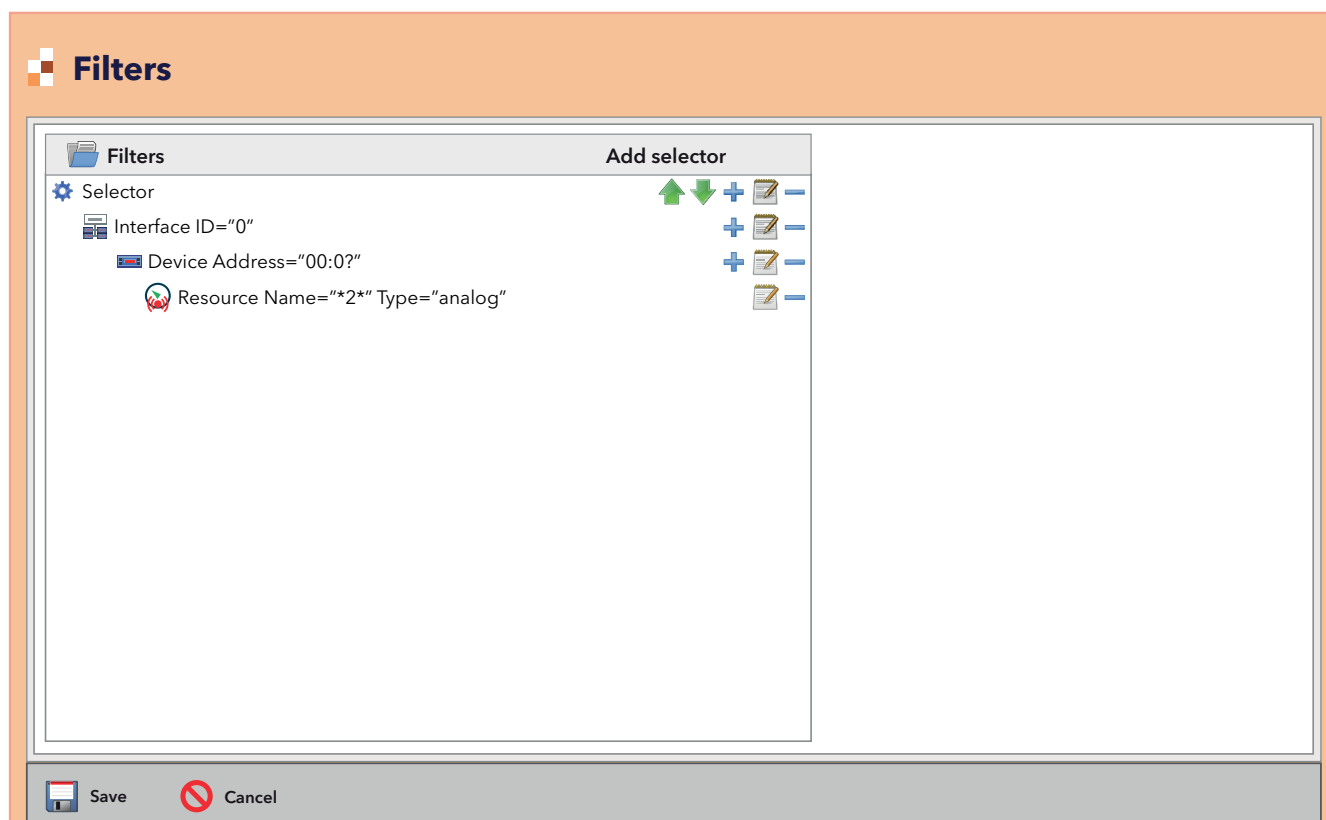 Filters
Filters Add selector
Selector
Interface ID="0"
Device Address="00:0?"
Resource Name="*2*" Type="analog"
Save Cancel